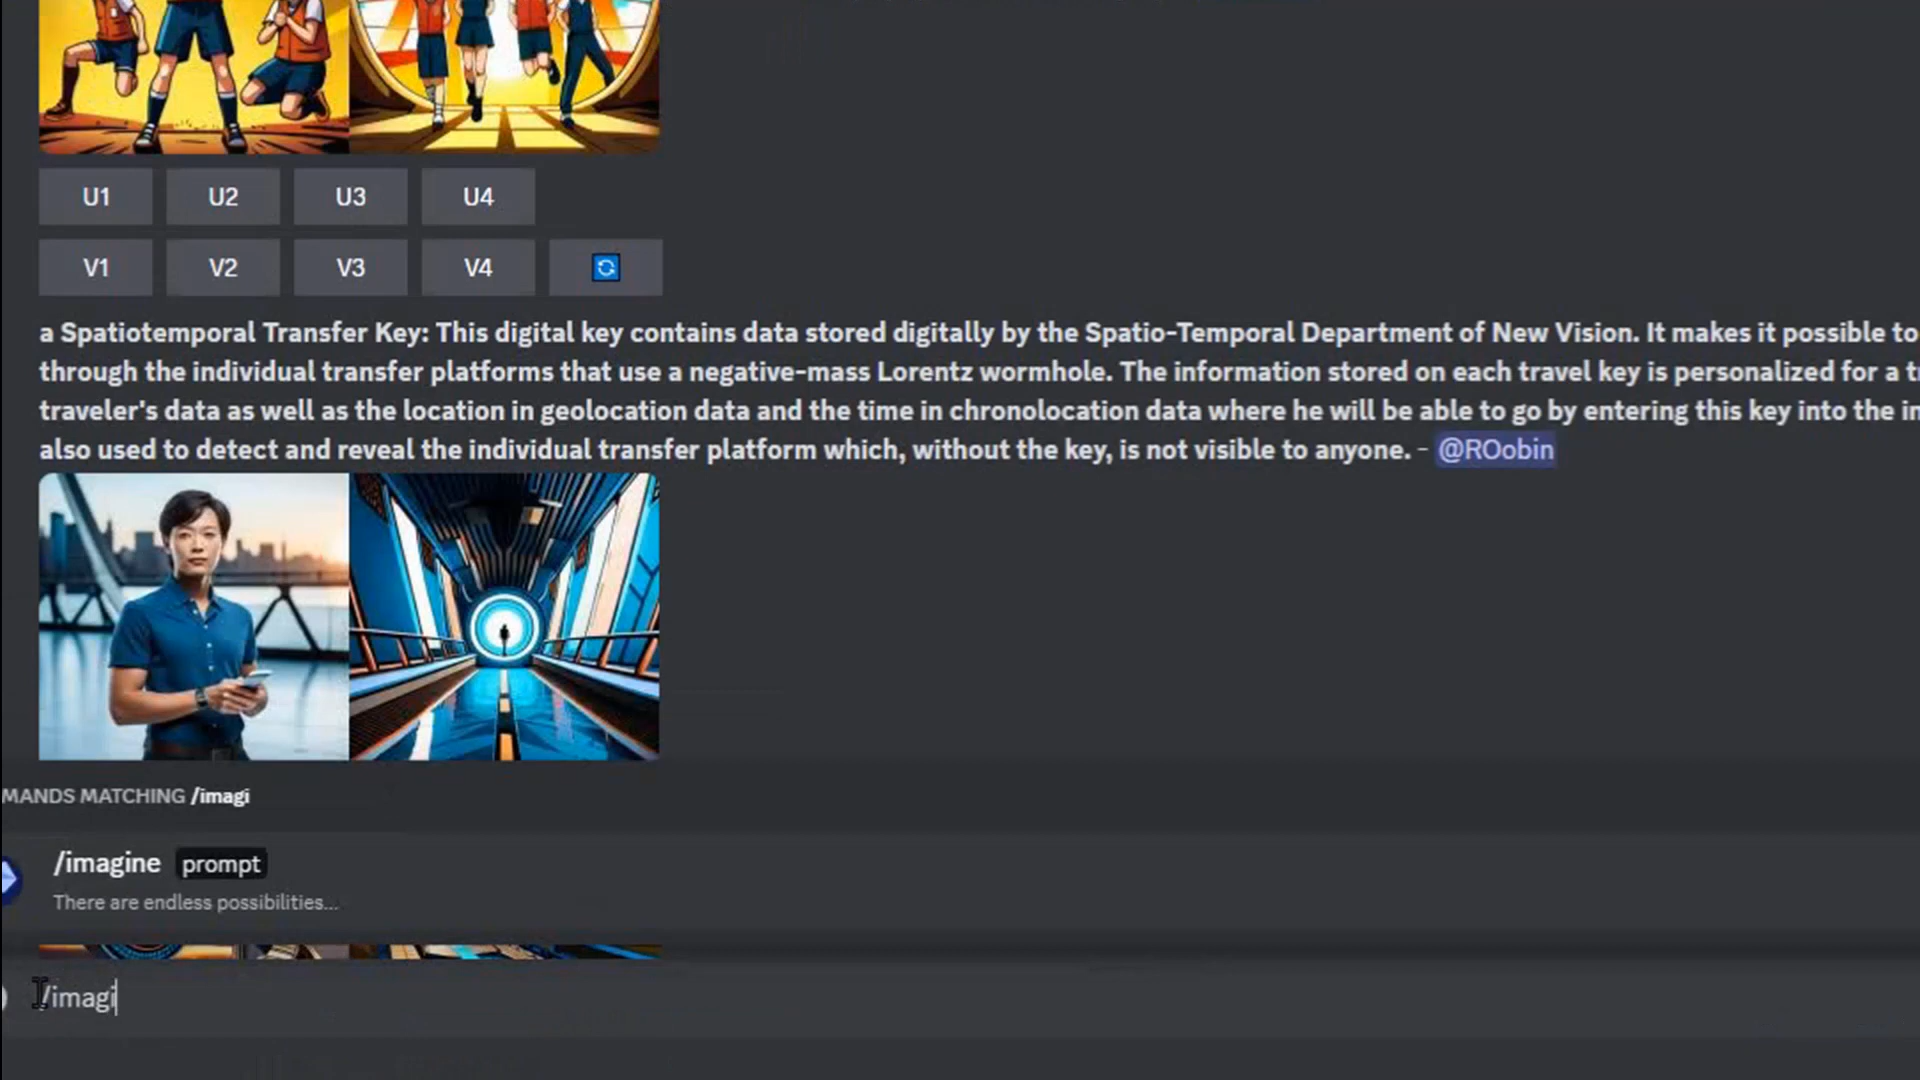 U1 U2 U3 U4
V1 V2 V3 V4
a Spatiotemporal Transfer Key: This digital key contains data stored digitally by the Spatio-Temporal Department of New Vision. It makes it possible to
through the individual transfer platforms that use a negative-mass Lorentz wormhole. The information stored on each travel key is personalized for a
traveler's data as well as the location in geolocation data and the time in chronolocation data where he will be able to go by entering this key into the
also used to detect and reveal the individual transfer platform which, without the key, is not visible to anyone. - @ROobin
MANDS MATCHING /imagi
/imagine prompt
There are endless possibilities...
/imagi